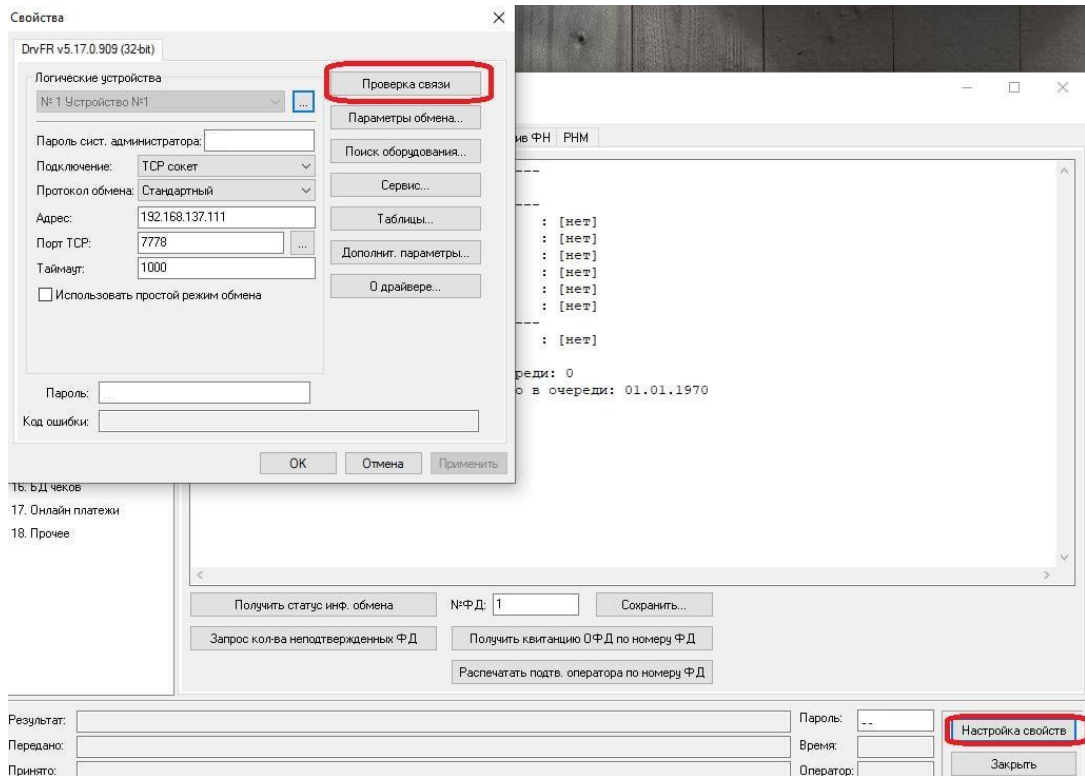 Свойства
DrvFR v5.17.0.909 (32-bit)
Логические устройства
№ 1 Устройство №1
...
Проверка связи
Параметры обмена...
Поиск оборудования...
Сервис...
Таблицы...
Дополнит. параметры...
О драйвере...
Пароль сист. администратора:
Подключение: TCP сокет
Протокол обмена: Стандартный
Адрес: 192.168.137.111
Порт TCP: 7778 ...
Таймаут: 1000
Использовать простой режим обмена
Пароль:
Код ошибки:
OK Отмена Применить
ив ФН РНМ
---
---
: [нет]
: [нет]
: [нет]
: [нет]
: [нет]
: [нет]
---
: [нет]
реди: 0
о в очереди: 01.01.1970
16. БД чеков
17. Онлайн платежи
18. Прочее
Получить статус инф. обмена №ФД: 1 Сохранить...
Запрос кол-ва неподтвержденных ФД Получить квитанцию ОФД по номеру ФД
Распечатать подтв. оператора по номеру ФД
Результат: Пароль: -- Настройка свойств
Передано: Время:
Принято: Оператор: Закрыть